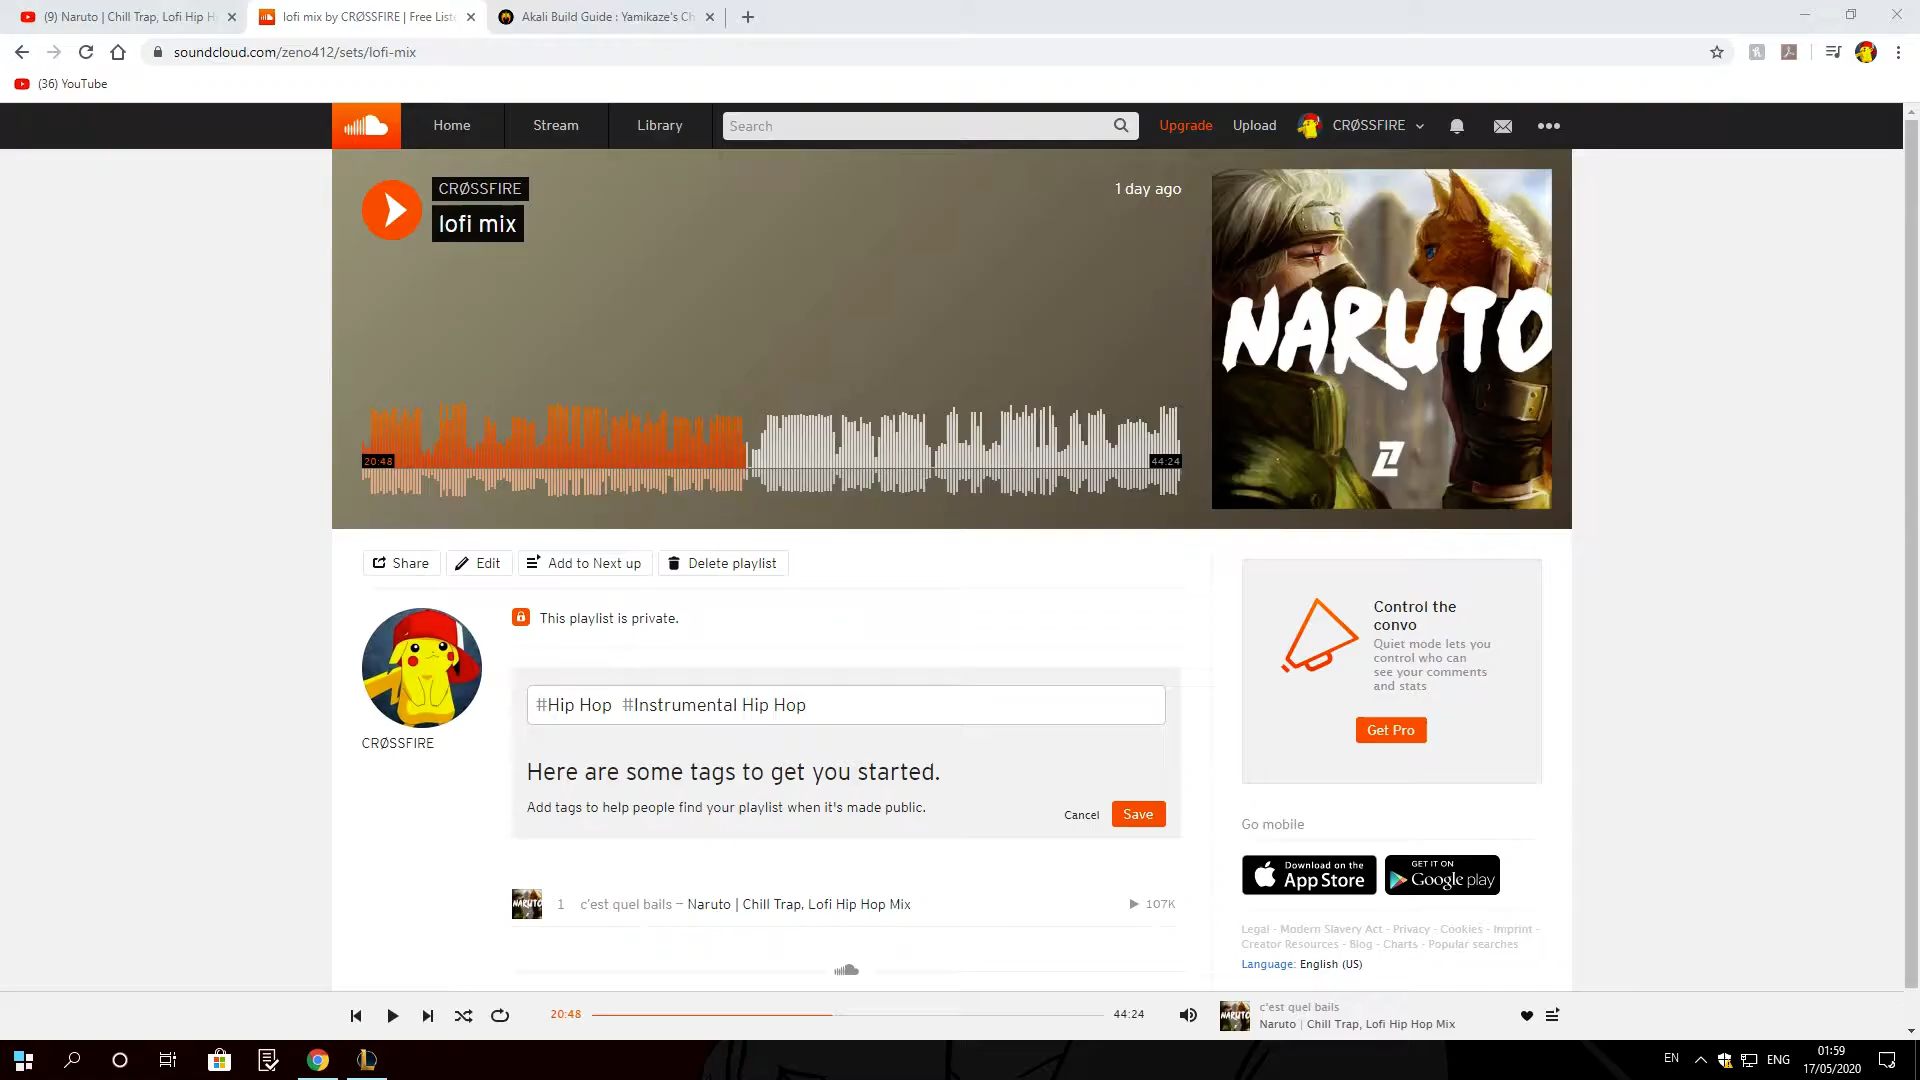 (9) Naruto | Chill Trap, Lofi Hip H
lofi mix by CRØSSFIRE | Free Liste
Akali Build Guide : Yamikaze's Ch
soundcloud.com/zeno412/sets/lofi-mix
(36) YouTube
Home
Stream
Library
Search
Upgrade
Upload
CRØSSFIRE
CRØSSFIRE
lofi mix
1 day ago
NARUTO
20:48
44:24
Share
Edit
Add to Next up
Delete playlist
This playlist is private.
CRØSSFIRE
#Hip Hop #Instrumental Hip Hop
Here are some tags to get you started.
Add tags to help people find your playlist when it's made public.
Cancel
Save
NARUTO
1 c'est quel bails – Naruto | Chill Trap, Lofi Hip Hop Mix
107K
Control the
convo
Quiet mode lets you
control who can
see your comments
and stats
Get Pro
Go mobile
Download on the
App Store
GET IT ON
Google play
Legal - Modern Slavery Act - Privacy - Cookies - Imprint -
Creator Resources - Blog - Charts - Popular searches
Language: English (US)
20:48
44:24
NARUTO
c'est quel bails
Naruto | Chill Trap, Lofi Hip Hop Mix
EN
ENG
01:59
17/05/2020